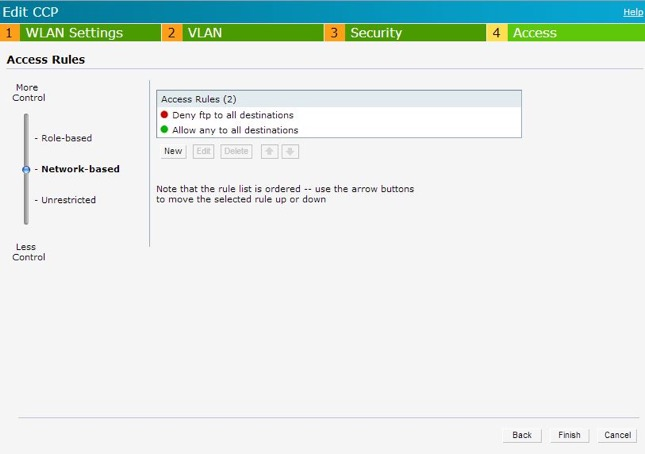 Edit CCP
Help
1 WLAN Settings
2 VLAN
3 Security
4 Access
Access Rules
More
Control
- Role-based
- Network-based
- Unrestricted
Less
Control
Access Rules (2)
Deny ftp to all destinations
Allow any to all destinations
New Edit Delete
Note that the rule list is ordered -- use the arrow buttons
to move the selected rule up or down
Back Finish Cancel